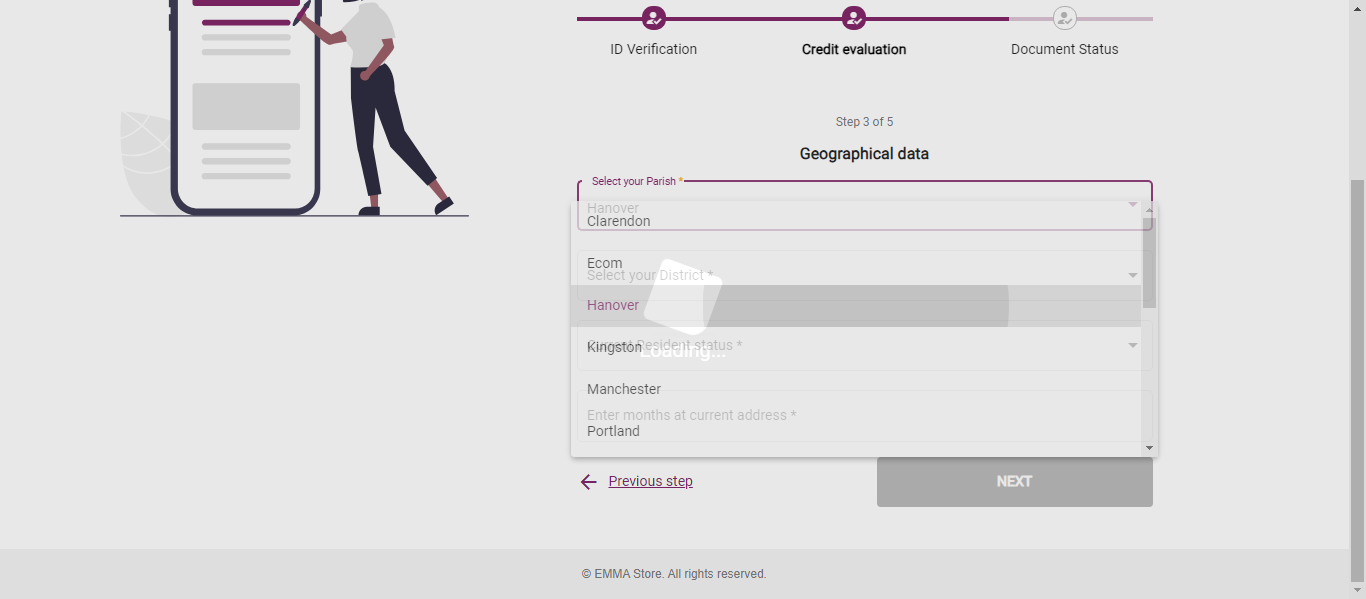 ID Verification
Credit evaluation
Document Status
Step 3 of 5
Geographical data
Select your Parish *
Hanover
Clarendon
Ecom
Select your District *
Hanover
Kingston
Current Resident status *
Loading...
Manchester
Enter months at current address *
Portland
Previous step
NEXT
© EMMA Store. All rights reserved.